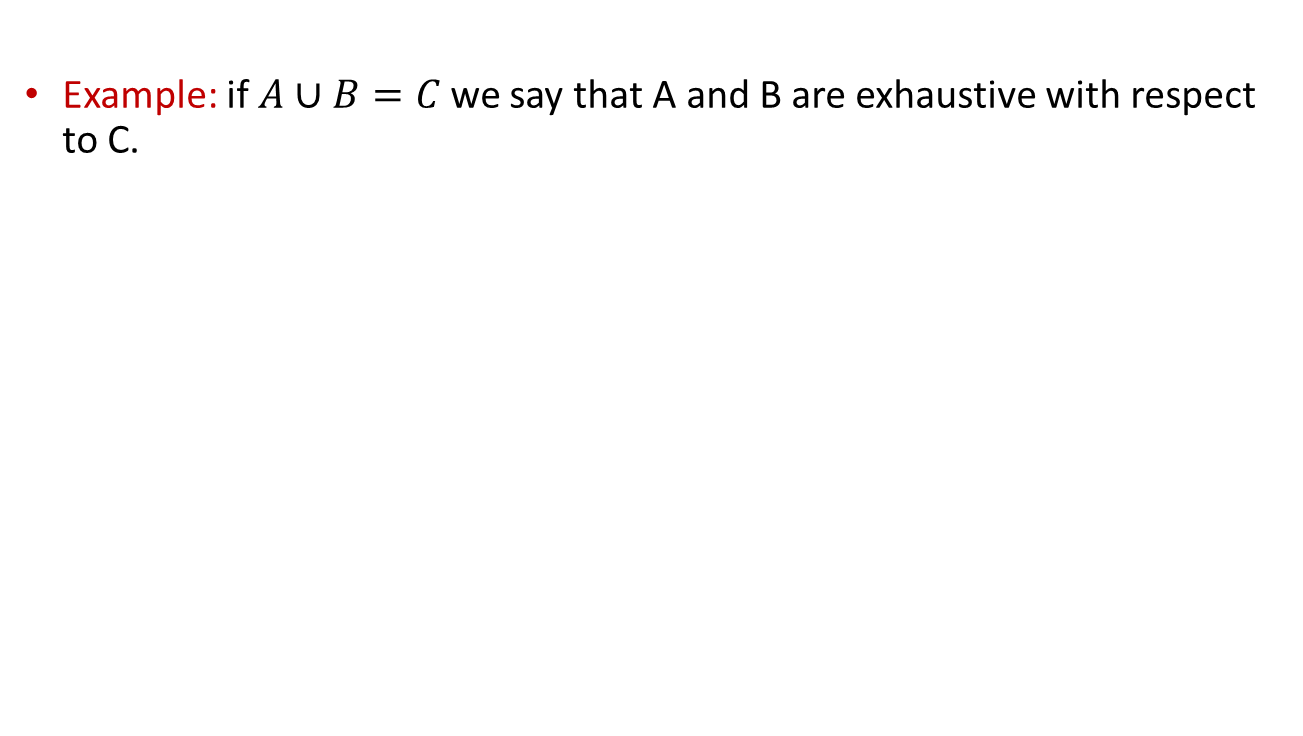 • Example: if 𝐴 ∪ 𝐵 = 𝐶 we say that A and B are exhaustive with respect
to C.